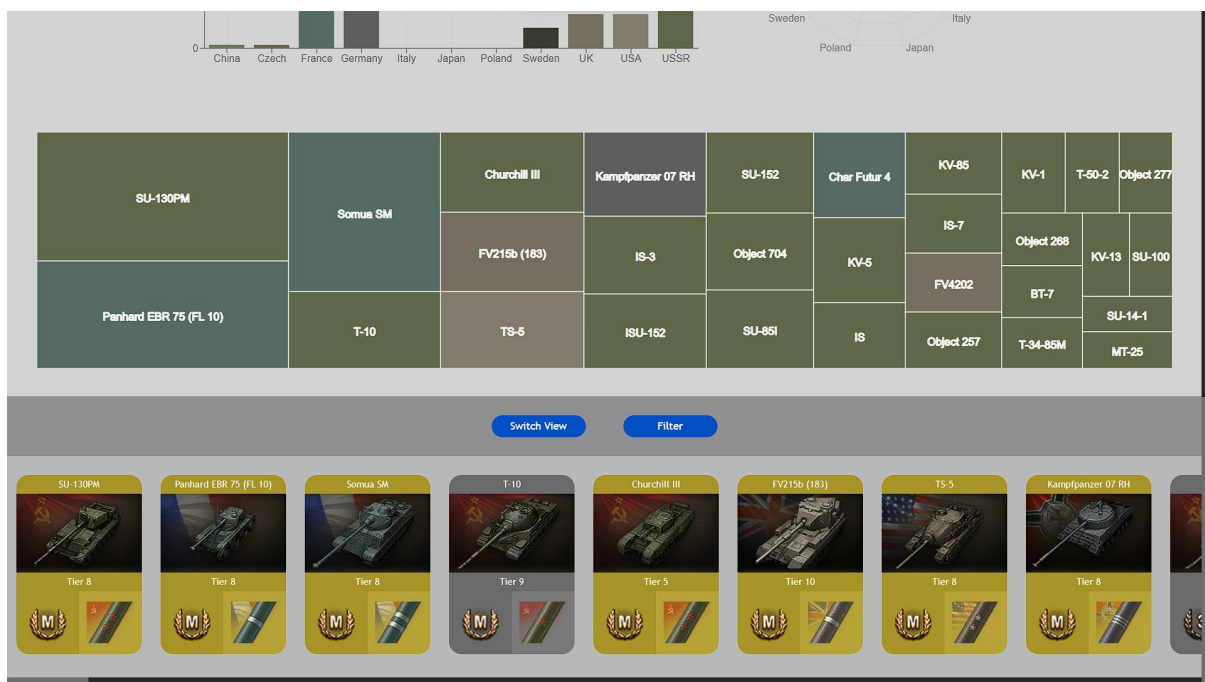 Sweden Italy
Poland Japan
0
China Czech France Germany Italy Japan Poland Sweden UK USA USSR
SU-130PM
Panhard EBR 75 (FL 10)
Somua SM
T-10
Churchill III
FV215b (183)
TS-5
Kampfpanzer 07 RH
IS-3
ISU-152
SU-152
Object 704
SU-85I
Char Futur 4
KV-5
IS
KV-85
IS-7
FV4202
Object 257
KV-1
T-50-2
Object 277
Object 268
BT-7
T-34-85M
KV-13
SU-100
SU-14-1
MT-25
Switch View Filter
SU-130PM Panhard EBR 75 (FL 10) Somua SM T-10 Churchill III FV215b (183) TS-5 Kampfpanzer 07 RH
Tier 8 Tier 8 Tier 8 Tier 9 Tier 5 Tier 10 Tier 8 Tier 8
M M M M M M M M